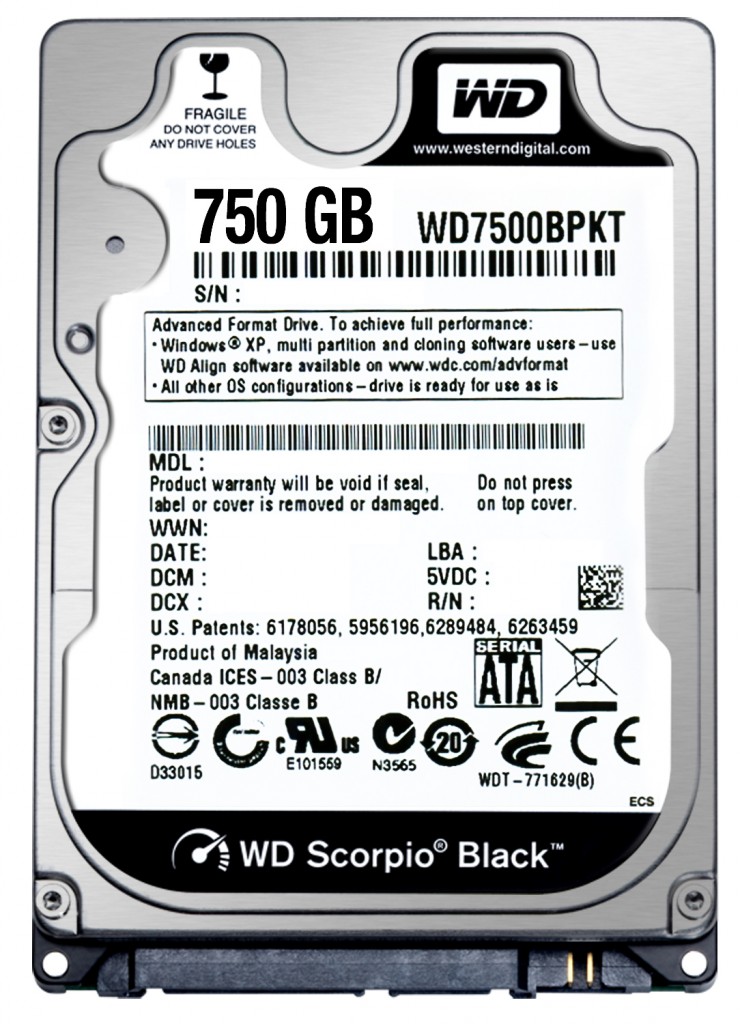 FRAGILE
DO NOT COVER
ANY DRIVE HOLES
WD
www.westerndigital.com
750 GB
WD7500BPKT
S/N :
Advanced Format Drive. To achieve full performance:
• Windows® XP, multi partition and cloning software users – use
WD Align software available on www.wdc.com/advformat
• All other OS configurations – drive is ready for use as is
MDL :
Product warranty will be void if seal,
label or cover is removed or damaged.
Do not press
on top cover.
WWN:
DATE:
LBA :
DCM :
5VDC :
DCX :
R/N :
U.S. Patents: 6178056, 5956196,6289484, 6263459
Product of Malaysia
Canada ICES – 003 Class B/
NMB – 003 Classe B
RoHS
SERIAL
ATA
D33015
c RU US
E101559
N3565
20
WDT – 771629(B)
CE
ECS
WD Scorpio® Black™